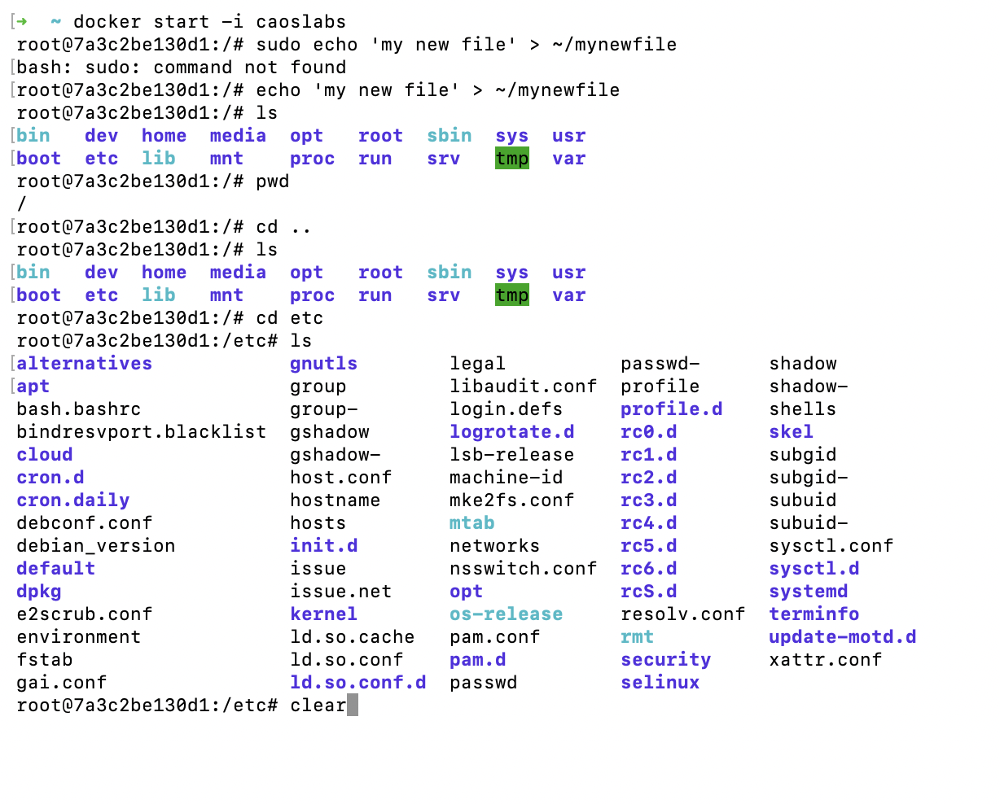 [➜  ~ docker start -i caoslabs
root@7a3c2be130d1:/# sudo echo 'my new file' > ~/mynewfile
[bash: sudo: command not found
[root@7a3c2be130d1:/# echo 'my new file' > ~/mynewfile
root@7a3c2be130d1:/# ls
[bin   dev  home  media  opt   root  sbin  sys  usr
[boot  etc  lib   mnt    proc  run   srv   tmp  var
root@7a3c2be130d1:/# pwd
/
[root@7a3c2be130d1:/# cd ..
root@7a3c2be130d1:/# ls
[bin   dev  home  media  opt   root  sbin  sys  usr
[boot  etc  lib   mnt    proc  run   srv   tmp  var
root@7a3c2be130d1:/# cd etc
root@7a3c2be130d1:/etc# ls
[alternatives            gnutls        legal          passwd-      shadow
[apt                     group         libaudit.conf  profile      shadow-
bash.bashrc             group-        login.defs     profile.d    shells
bindresvport.blacklist  gshadow       logrotate.d    rc0.d        skel
cloud                   gshadow-      lsb-release    rc1.d        subgid
cron.d                  host.conf     machine-id     rc2.d        subgid-
cron.daily              hostname      mke2fs.conf    rc3.d        subuid
debconf.conf            hosts         mtab           rc4.d        subuid-
debian_version          init.d        networks       rc5.d        sysctl.conf
default                 issue         nsswitch.conf  rc6.d        sysctl.d
dpkg                    issue.net     opt            rcS.d        systemd
e2scrub.conf            kernel        os-release     resolv.conf  terminfo
environment             ld.so.cache   pam.conf       rmt          update-motd.d
fstab                   ld.so.conf    pam.d          security     xattr.conf
gai.conf                ld.so.conf.d  passwd         selinux
root@7a3c2be130d1:/etc# clear